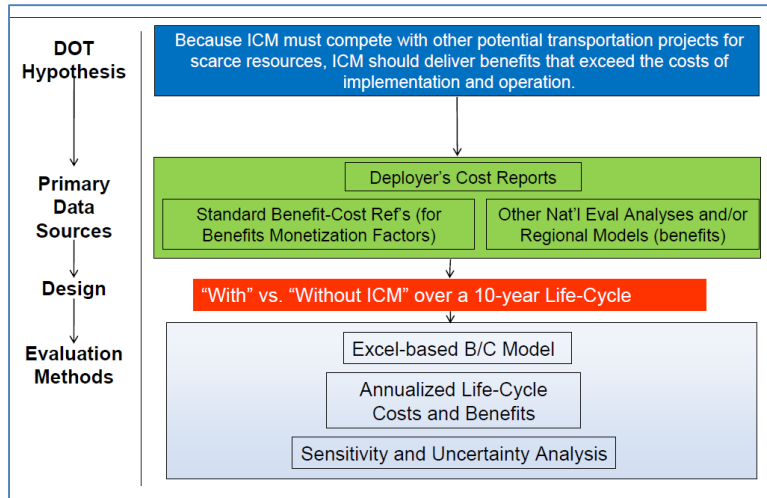 DOT
Hypothesis
Because ICM must compete with other potential transportation projects for
scarce resources, ICM should deliver benefits that exceed the costs of
implementation and operation.
Primary
Data
Sources
Deployer's Cost Reports
Standard Benefit-Cost Ref's (for
Benefits Monetization Factors)
Other Nat'l Eval Analyses and/or
Regional Models (benefits)
Design
“With” vs. “Without ICM” over a 10-year Life-Cycle
Evaluation
Methods
Excel-based B/C Model
Annualized Life-Cycle
Costs and Benefits
Sensitivity and Uncertainty Analysis